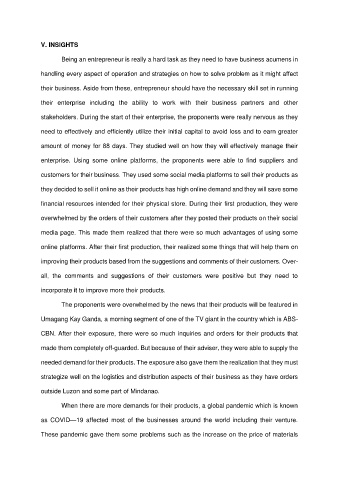 V. INSIGHTS
Being an entrepreneur is really a hard task as they need to have business acumens in
handling every aspect of operation and strategies on how to solve problem as it might affect
their business. Aside from these, entrepreneur should have the necessary skill set in running
their enterprise including the ability to work with their business partners and other
stakeholders. During the start of their enterprise, the proponents were really nervous as they
need to effectively and efficiently utilize their initial capital to avoid loss and to earn greater
amount of money for 88 days. They studied well on how they will effectively manage their
enterprise. Using some online platforms, the proponents were able to find suppliers and
customers for their business. They used some social media platforms to sell their products as
they decided to sell it online as their products has high online demand and they will save some
financial resources intended for their physical store. During their first production, they were
overwhelmed by the orders of their customers after they posted their products on their social
media page. This made them realized that there were so much advantages of using some
online platforms. After their first production, their realized some things that will help them on
improving their products based from the suggestions and comments of their customers. Over-
all, the comments and suggestions of their customers were positive but they need to
incorporate it to improve more their products.
The proponents were overwhelmed by the news that their products will be featured in
Umagang Kay Ganda, a morning segment of one of the TV giant in the country which is ABS-
CBN. After their exposure, there were so much inquiries and orders for their products that
made them completely off-guarded. But because of their adviser, they were able to supply the
needed demand for their products. The exposure also gave them the realization that they must
strategize well on the logistics and distribution aspects of their business as they have orders
outside Luzon and some part of Mindanao.
When there are more demands for their products, a global pandemic which is known
as COVID—19 affected most of the businesses around the world including their venture.
These pandemic gave them some problems such as the increase on the price of materials